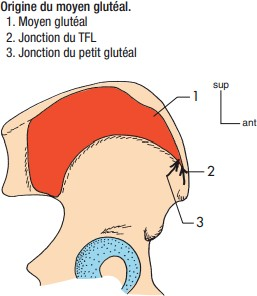 Origine du moyen glutéal.
1. Moyen glutéal
2. Jonction du TFL
3. Jonction du petit glutéal
sup
1
ant
2
3